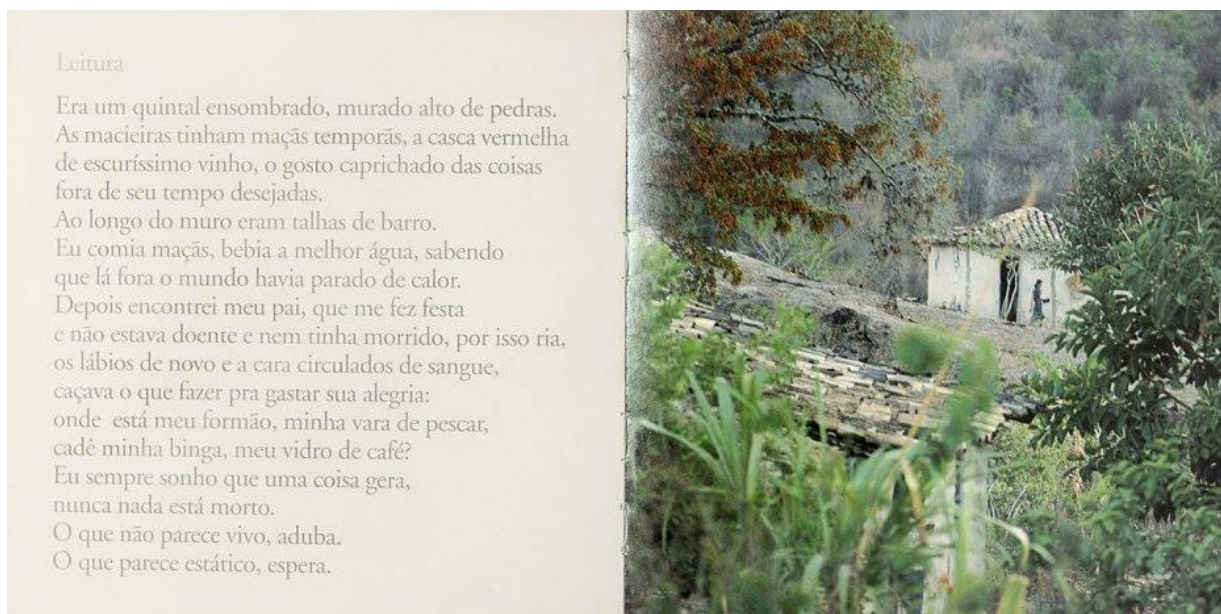 Leitura
Era um quintal ensombrado, murado alto de pedras.
As macieiras tinham maçãs temporãs, a casca vermelha
de escuríssimo vinho, o gosto caprichado das coisas
fora de seu tempo desejadas.
Ao longo do muro eram talhas de barro.
Eu comia maçãs, bebia a melhor água, sabendo
que lá fora o mundo havia parado de calor.
Depois encontrei meu pai, que me fez festa
e não estava doente e nem tinha morrido, por isso ria,
os lábios de novo e a cara circulados de sangue,
caçava o que fazer pra gastar sua alegria:
onde está meu formão, minha vara de pescar,
cadê minha binga, meu vidro de café?
Eu sempre sonho que uma coisa gera,
nunca nada está morto.
O que não parece vivo, aduba.
O que parece estático, espera.